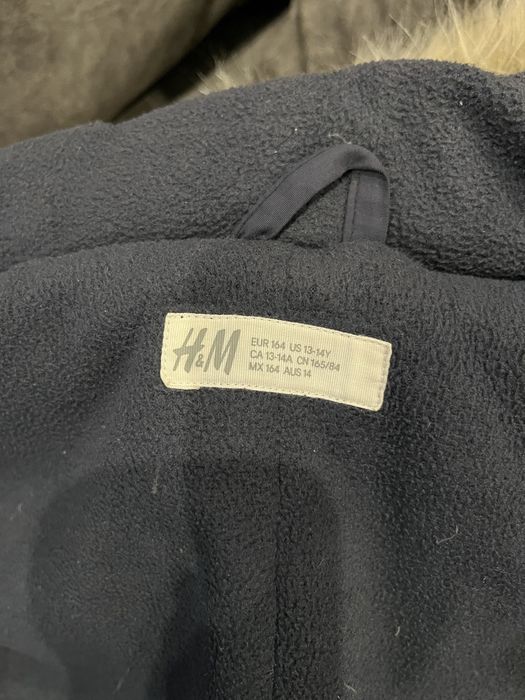 H&M
EUR 164 US 13-14Y
CA 13-14A CN 165/84
MX 164 AUS 14